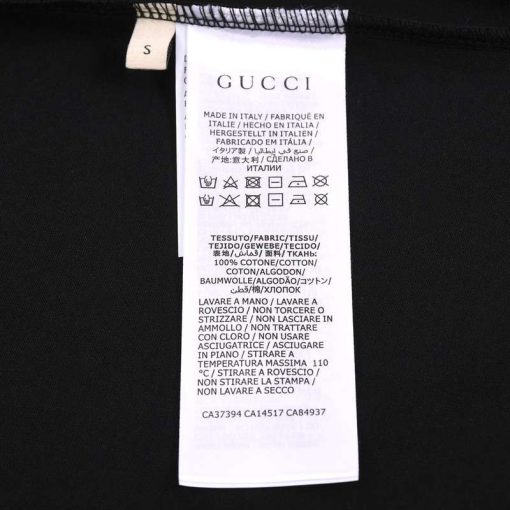 S
GUCCI
MADE IN ITALY / FABRIQUÉ EN
ITALIE / HECHO EN ITALIA /
HERGESTELLT IN ITALIEN /
FABRICADO EM ITÁLIA /
イタリア製 / صنع في إيطاليا /
产地:意大利 / СДЕЛАНО В
ИТАЛИИ
TESSUTO/FABRIC/TISSU/
TEJIDO/GEWEBE/TECIDO/
表地/قماش/ 面料/ ТКАНЬ:
100% COTONE/COTTON/
COTON/ALGODON/
BAUMWOLLE/ALGODÃO/コットン/
قطن/棉/ХЛОПОК
LAVARE A MANO / LAVARE A
ROVESCIO / NON TORCERE O
STRIZZARE / NON LASCIARE IN
AMMOLLO / NON TRATTARE
CON CLORO / NON USARE
ASCIUGATRICE / ASCIUGARE
IN PIANO / STIRARE A
TEMPERATURA MASSIMA 110
°C / STIRARE A ROVESCIO /
NON STIRARE LA STAMPA /
NON LAVARE A SECCO
CA37394 CA14517 CA84937